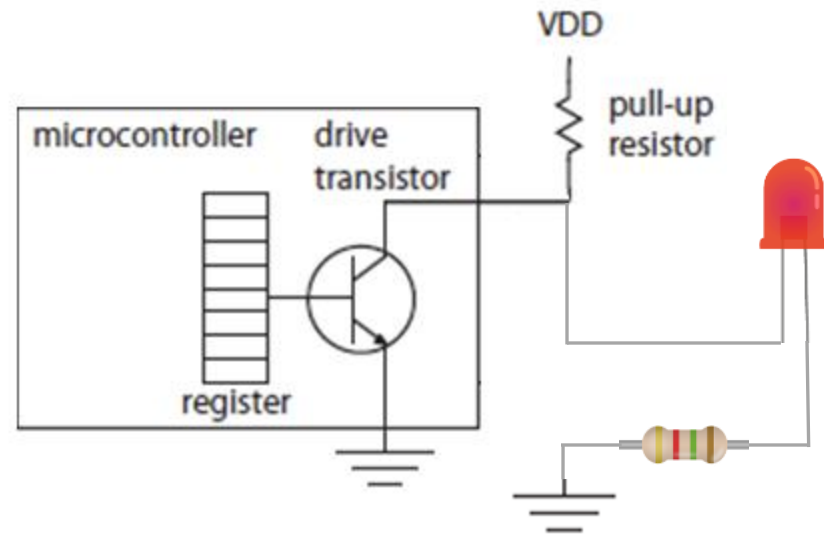 VDD
pull-up
resistor
microcontroller
drive
transistor
register